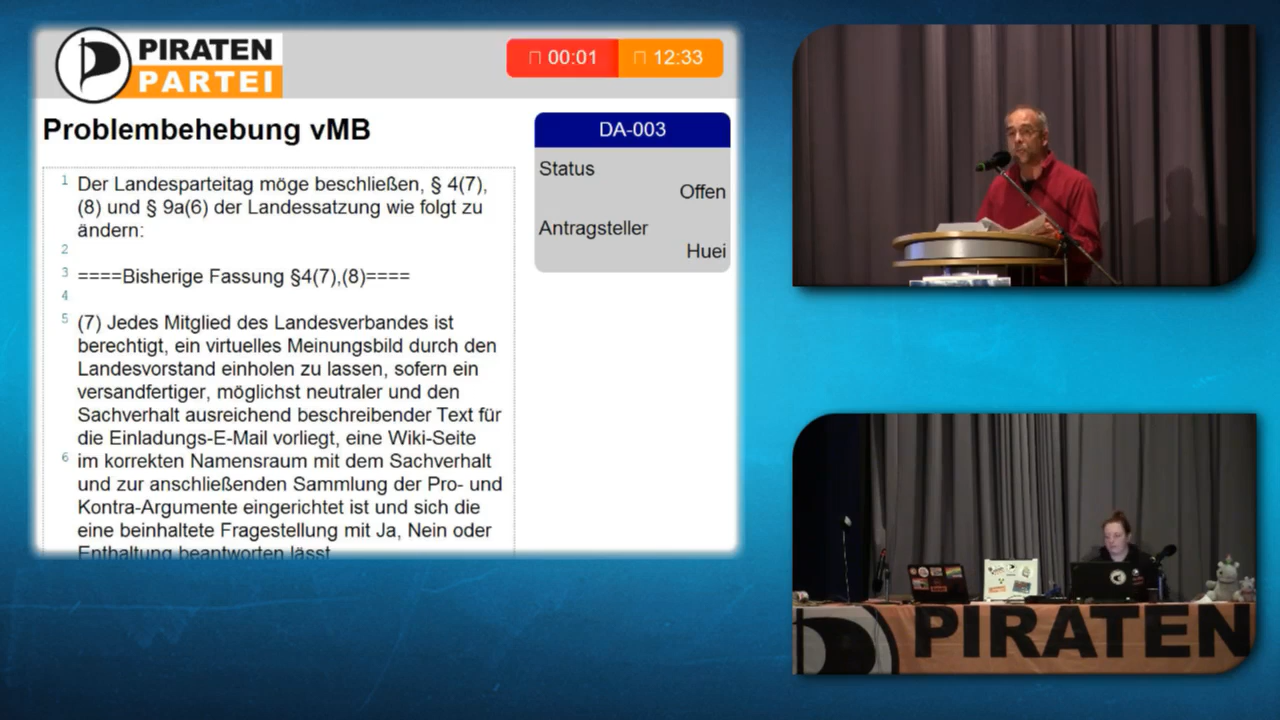 PIRATEN
PARTEI
00:01
12:33
Problembehebung vMB
DA-003
Status
Offen
Antragsteller
Huei
1 Der Landesparteitag möge beschließen, § 4(7),
(8) und § 9a(6) der Landessatzung wie folgt zu
ändern:
2
3 ====Bisherige Fassung §4(7),(8)====
4
5 (7) Jedes Mitglied des Landesverbandes ist
berechtigt, ein virtuelles Meinungsbild durch den
Landesvorstand einholen zu lassen, sofern ein
versandfertiger, möglichst neutraler und den
Sachverhalt ausreichend beschreibender Text für
die Einladungs-E-Mail vorliegt, eine Wiki-Seite
6 im korrekten Namensraum mit dem Sachverhalt
und zur anschließenden Sammlung der Pro- und
Kontra-Argumente eingerichtet ist und sich die
eine beinhaltete Fragestellung mit Ja, Nein oder
Enthaltung beantworten lässt
PIRATEN